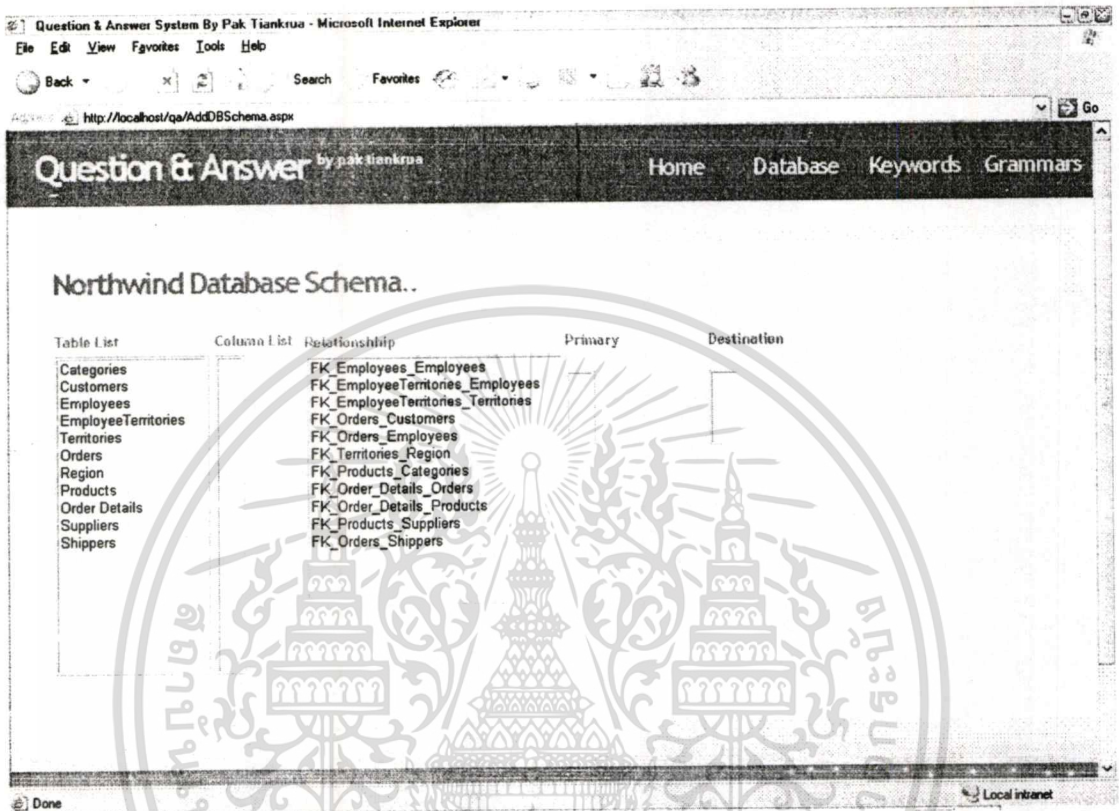 Question & Answer System By Pak Tiankrua - Microsoft Internet Explorer
File Edit View Favorites Tools Help
Back Search Favorites
http://localhost/qa/AddDBSchema.aspx Go
Question & Answer by pak tiankrua Home Database Keywords Grammars
Northwind Database Schema..
Table List Column List Relationshhip Primary Destination
Categories
Customers
Employees
EmployeeTerritories
Territories
Orders
Region
Products
Order Details
Suppliers
Shippers
FK_Employees_Employees
FK_EmployeeTerritories_Employees
FK_EmployeeTerritories_Territories
FK_Orders_Customers
FK_Orders_Employees
FK_Territories_Region
FK_Products_Categories
FK_Order_Details_Orders
FK_Order_Details_Products
FK_Products_Suppliers
FK_Orders_Shippers
Done Local intranet